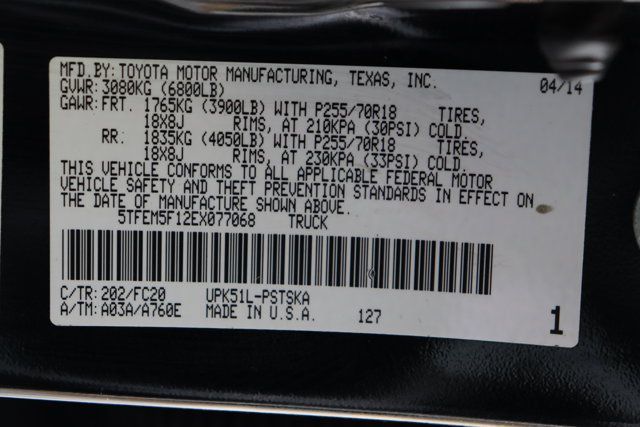 MFD.BY:TOYOTA MOTOR MANUFACTURING, TEXAS, INC. 04/14
GVWR:3080KG (6800LB)
GAWR:FRT. 1765KG (3900LB) WITH P255/70R18 TIRES,
18X8J RIMS, AT 210KPA (30PSI) COLD.
RR. 1835KG (4050LB) WITH P255/70R18 TIRES,
18X8J RIMS, AT 230KPA (33PSI) COLD.
THIS VEHICLE CONFORMS TO ALL APPLICABLE FEDERAL MOTOR
VEHICLE SAFETY AND THEFT PREVENTION STANDARDS IN EFFECT ON
THE DATE OF MANUFACTURE SHOWN ABOVE.
5TFEM5F12EX077068 TRUCK
C/TR: 202/FC20 UPK51L-PSTSKA
A/TM: A03A/A760E MADE IN U.S.A. 127 1